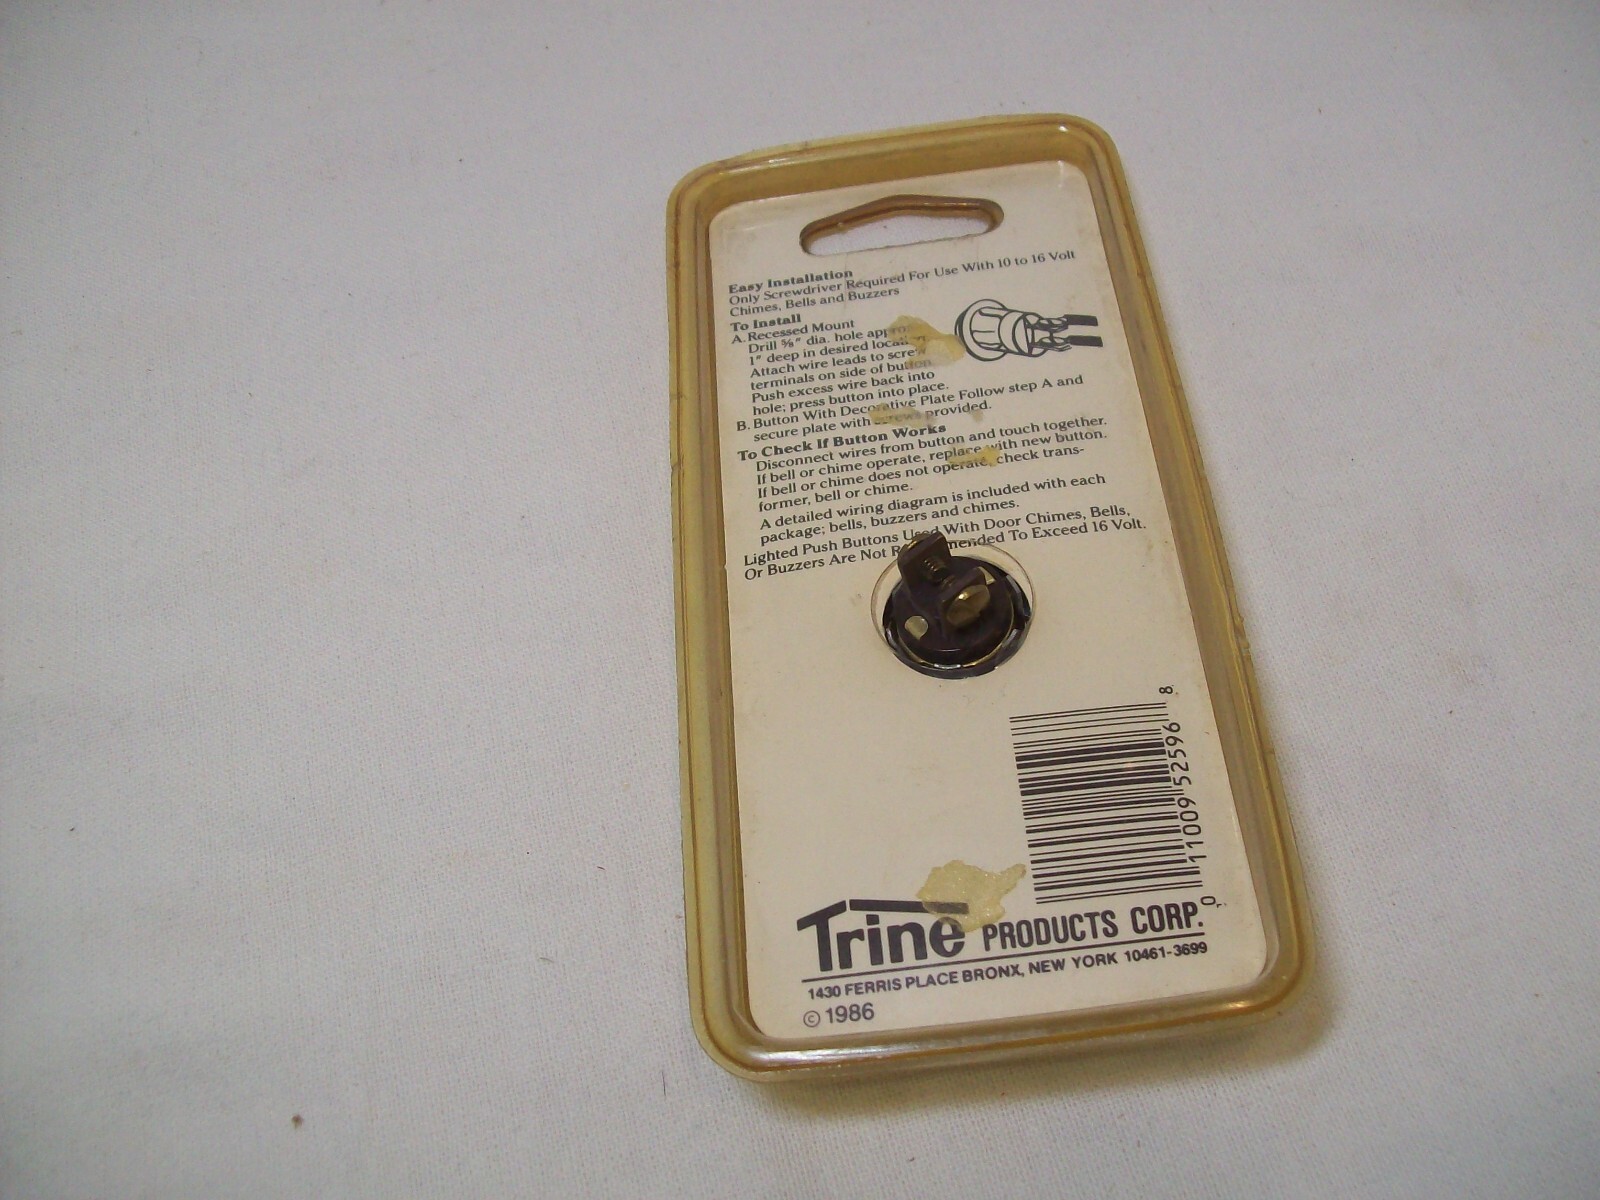 Easy Installation
Only Screwdriver Required For Use With 10 to 16 Volt
Chimes, Bells and Buzzers
To Install
A. Recessed Mount
Drill ⅝" dia. hole appro
1" deep in desired location
Attach wire leads to screw
terminals on side of button.
Push excess wire back into
hole; press button into place.
B. Button With Decorative Plate Follow step A and
secure plate with screws provided.
To Check If Button Works
Disconnect wires from button and touch together.
If bell or chime operate, replace with new button.
If bell or chime does not operate, check trans-
former, bell or chime.
A detailed wiring diagram is included with each
package; bells, buzzers and chimes.
Lighted Push Buttons Used With Door Chimes, Bells,
Or Buzzers Are Not Recommended To Exceed 16 Volt.
0 11009 52596 8
Trine PRODUCTS CORP.
1430 FERRIS PLACE BRONX, NEW YORK 10461-3699
© 1986